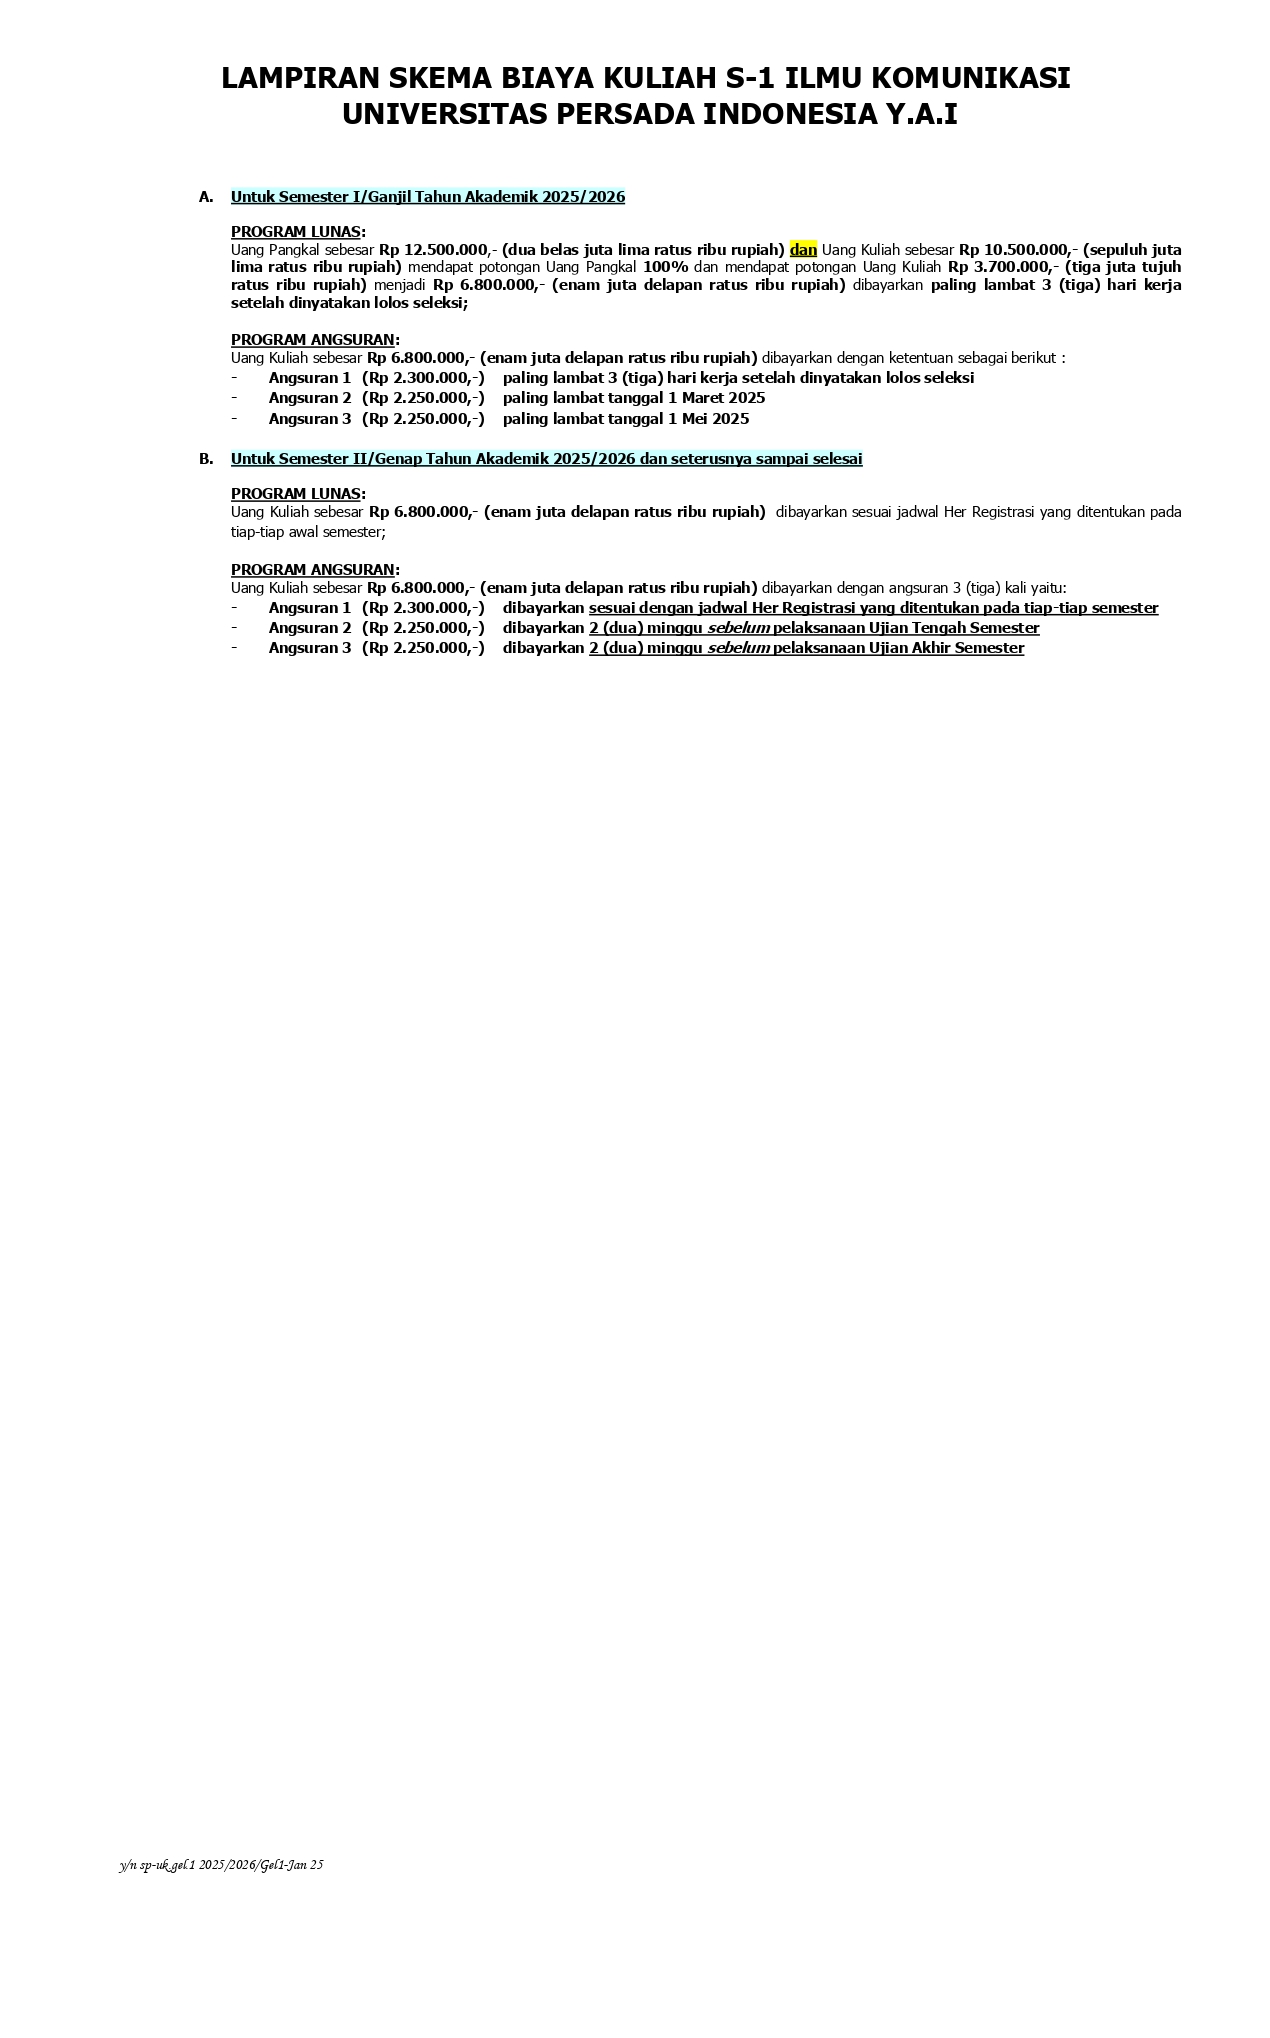 LAMPIRAN SKEMA BIAYA KULIAH S-1 ILMU KOMUNIKASI
UNIVERSITAS PERSADA INDONESIA Y.A.I
A. Untuk Semester I/Ganjil Tahun Akademik 2025/2026
PROGRAM LUNAS:
Uang Pangkal sebesar Rp 12.500.000,- (dua belas juta lima ratus ribu rupiah) dan Uang Kuliah sebesar Rp 10.500.000,- (sepuluh juta
lima ratus ribu rupiah) mendapat potongan Uang Pangkal 100% dan mendapat potongan Uang Kuliah Rp 3.700.000,- (tiga juta tujuh
ratus ribu rupiah) menjadi Rp 6.800.000,- (enam juta delapan ratus ribu rupiah) dibayarkan paling lambat 3 (tiga) hari kerja
setelah dinyatakan lolos seleksi;
PROGRAM ANGSURAN:
Uang Kuliah sebesar Rp 6.800.000,- (enam juta delapan ratus ribu rupiah) dibayarkan dengan ketentuan sebagai berikut :
- Angsuran 1 (Rp 2.300.000,-) paling lambat 3 (tiga) hari kerja setelah dinyatakan lolos seleksi
- Angsuran 2 (Rp 2.250.000,-) paling lambat tanggal 1 Maret 2025
- Angsuran 3 (Rp 2.250.000,-) paling lambat tanggal 1 Mei 2025
B. Untuk Semester II/Genap Tahun Akademik 2025/2026 dan seterusnya sampai selesai
PROGRAM LUNAS:
Uang Kuliah sebesar Rp 6.800.000,- (enam juta delapan ratus ribu rupiah) dibayarkan sesuai jadwal Her Registrasi yang ditentukan pada
tiap-tiap awal semester;
PROGRAM ANGSURAN:
Uang Kuliah sebesar Rp 6.800.000,- (enam juta delapan ratus ribu rupiah) dibayarkan dengan angsuran 3 (tiga) kali yaitu:
- Angsuran 1 (Rp 2.300.000,-) dibayarkan sesuai dengan jadwal Her Registrasi yang ditentukan pada tiap-tiap semester
- Angsuran 2 (Rp 2.250.000,-) dibayarkan 2 (dua) minggu sebelum pelaksanaan Ujian Tengah Semester
- Angsuran 3 (Rp 2.250.000,-) dibayarkan 2 (dua) minggu sebelum pelaksanaan Ujian Akhir Semester
y/n sp-uk.gel.1 2025/2026/Gel1-Jan 25